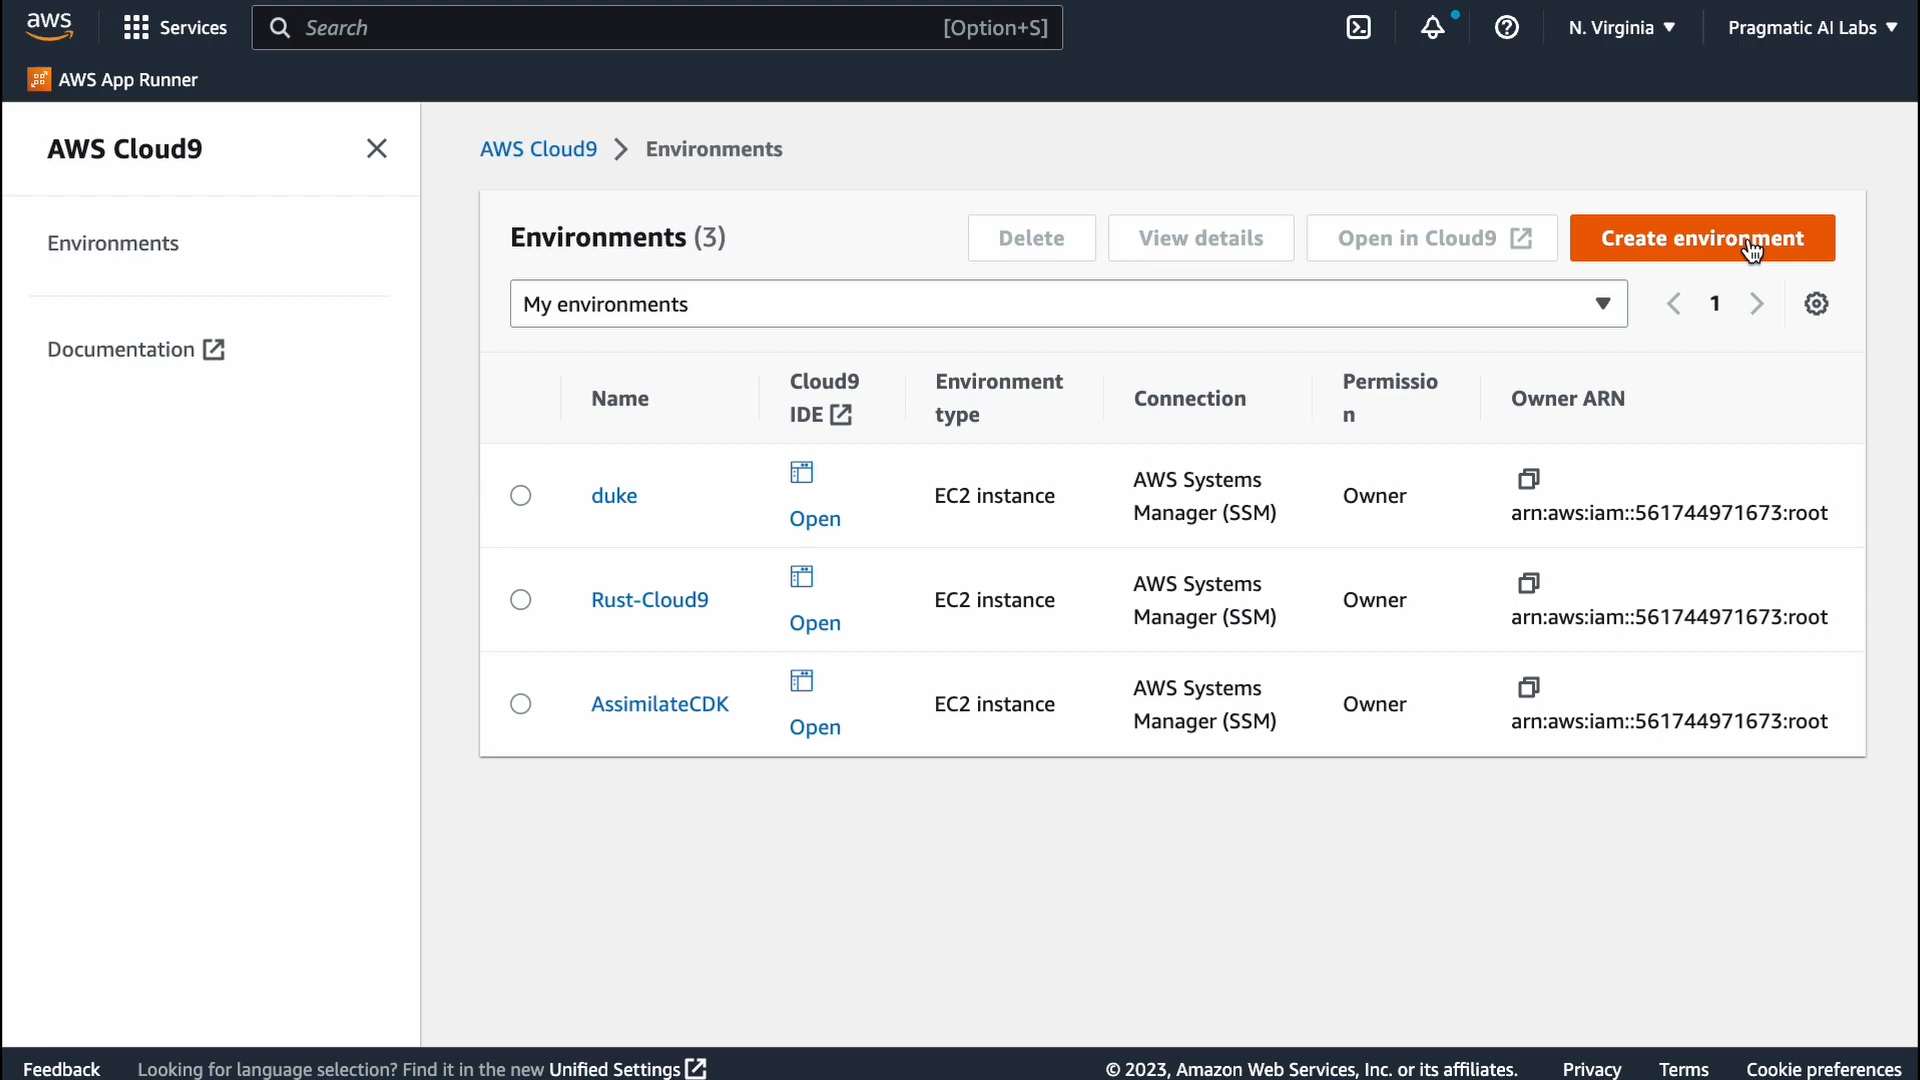 aws
Services
Search [Option+S]
N. Virginia
Pragmatic AI Labs
AWS App Runner
AWS Cloud9
Environments
Documentation
AWS Cloud9 Environments
Environments (3)
Delete
View details
Open in Cloud9
Create environment
My environments
1
Name
Cloud9
IDE
Environment
type
Connection
Permissio
n
Owner ARN
duke
Open
EC2 instance
AWS Systems
Manager (SSM)
Owner
arn:aws:iam::561744971673:root
Rust-Cloud9
Open
EC2 instance
AWS Systems
Manager (SSM)
Owner
arn:aws:iam::561744971673:root
AssimilateCDK
Open
EC2 instance
AWS Systems
Manager (SSM)
Owner
arn:aws:iam::561744971673:root
Feedback
Looking for language selection? Find it in the new Unified Settings
© 2023, Amazon Web Services, Inc. or its affiliates.
Privacy
Terms
Cookie preferences